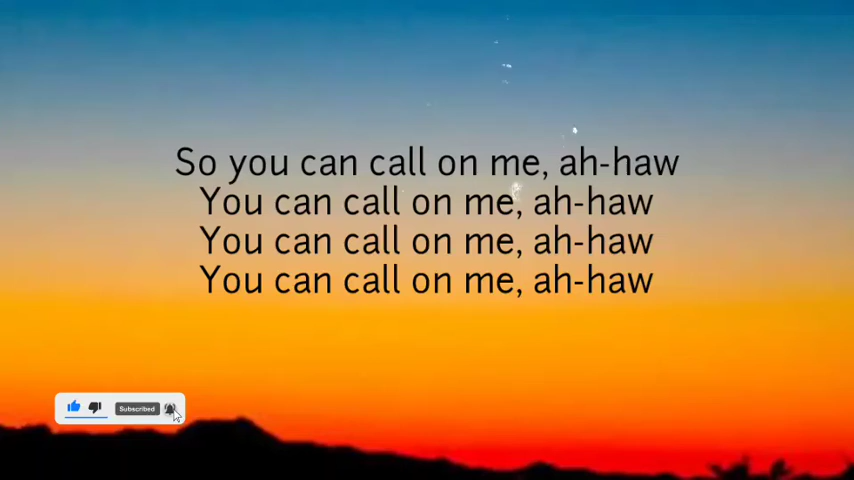 So you can call on me, ah-haw
You can call on me, ah-haw
You can call on me, ah-haw
You can call on me, ah-haw
Subscribed